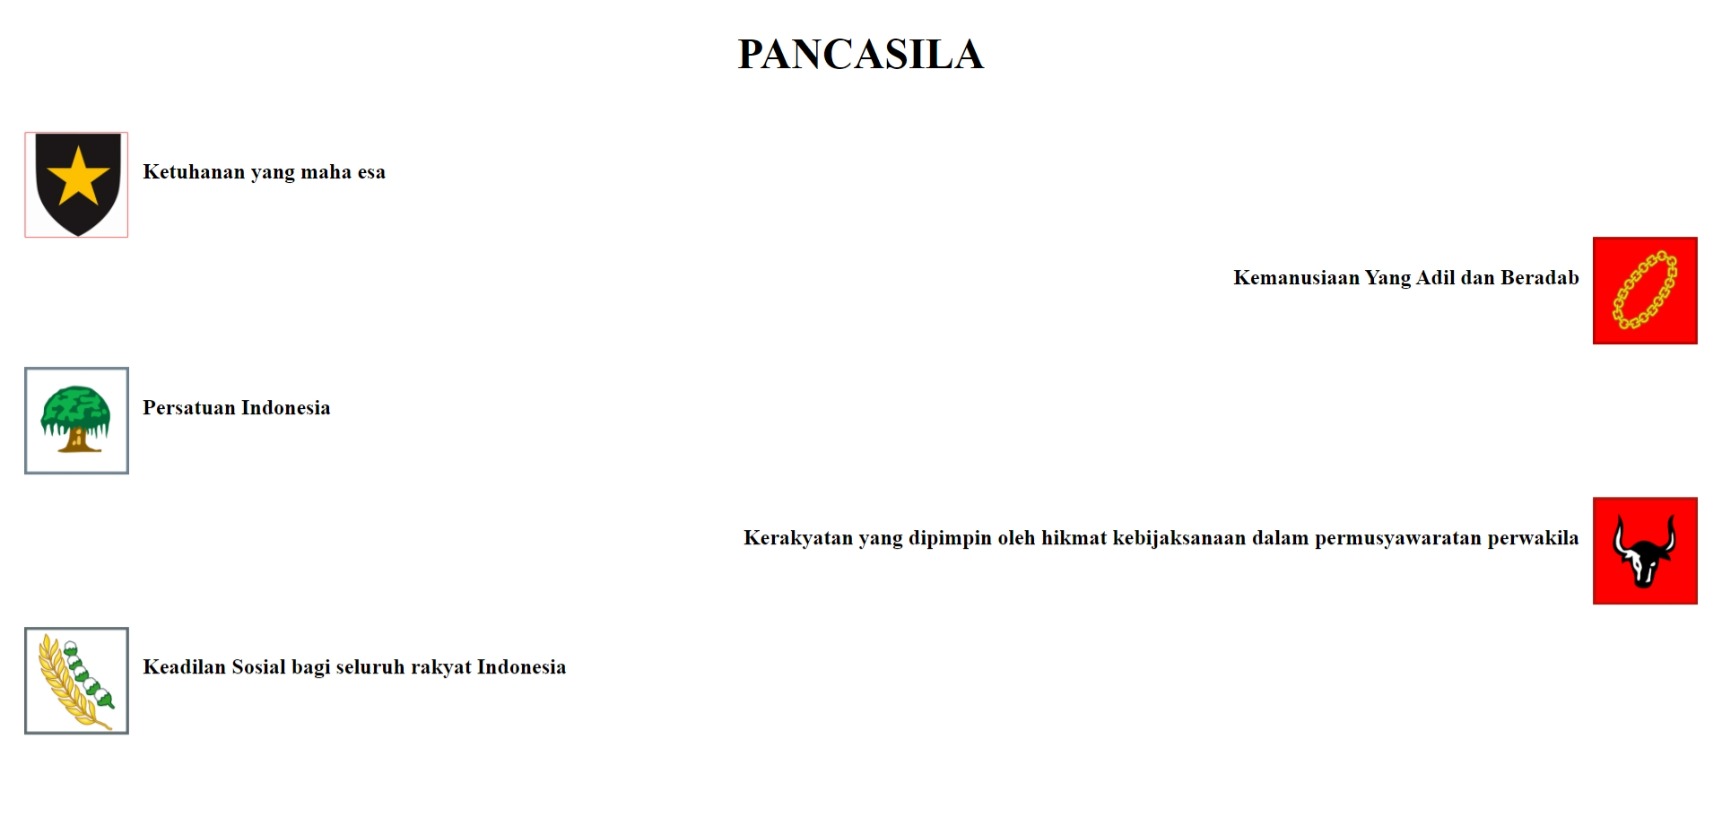 PANCASILA
Ketuhanan yang maha esa
Kemanusiaan Yang Adil dan Beradab
Persatuan Indonesia
Kerakyatan yang dipimpin oleh hikmat kebijaksanaan dalam permusyawaratan perwakila
Keadilan Sosial bagi seluruh rakyat Indonesia